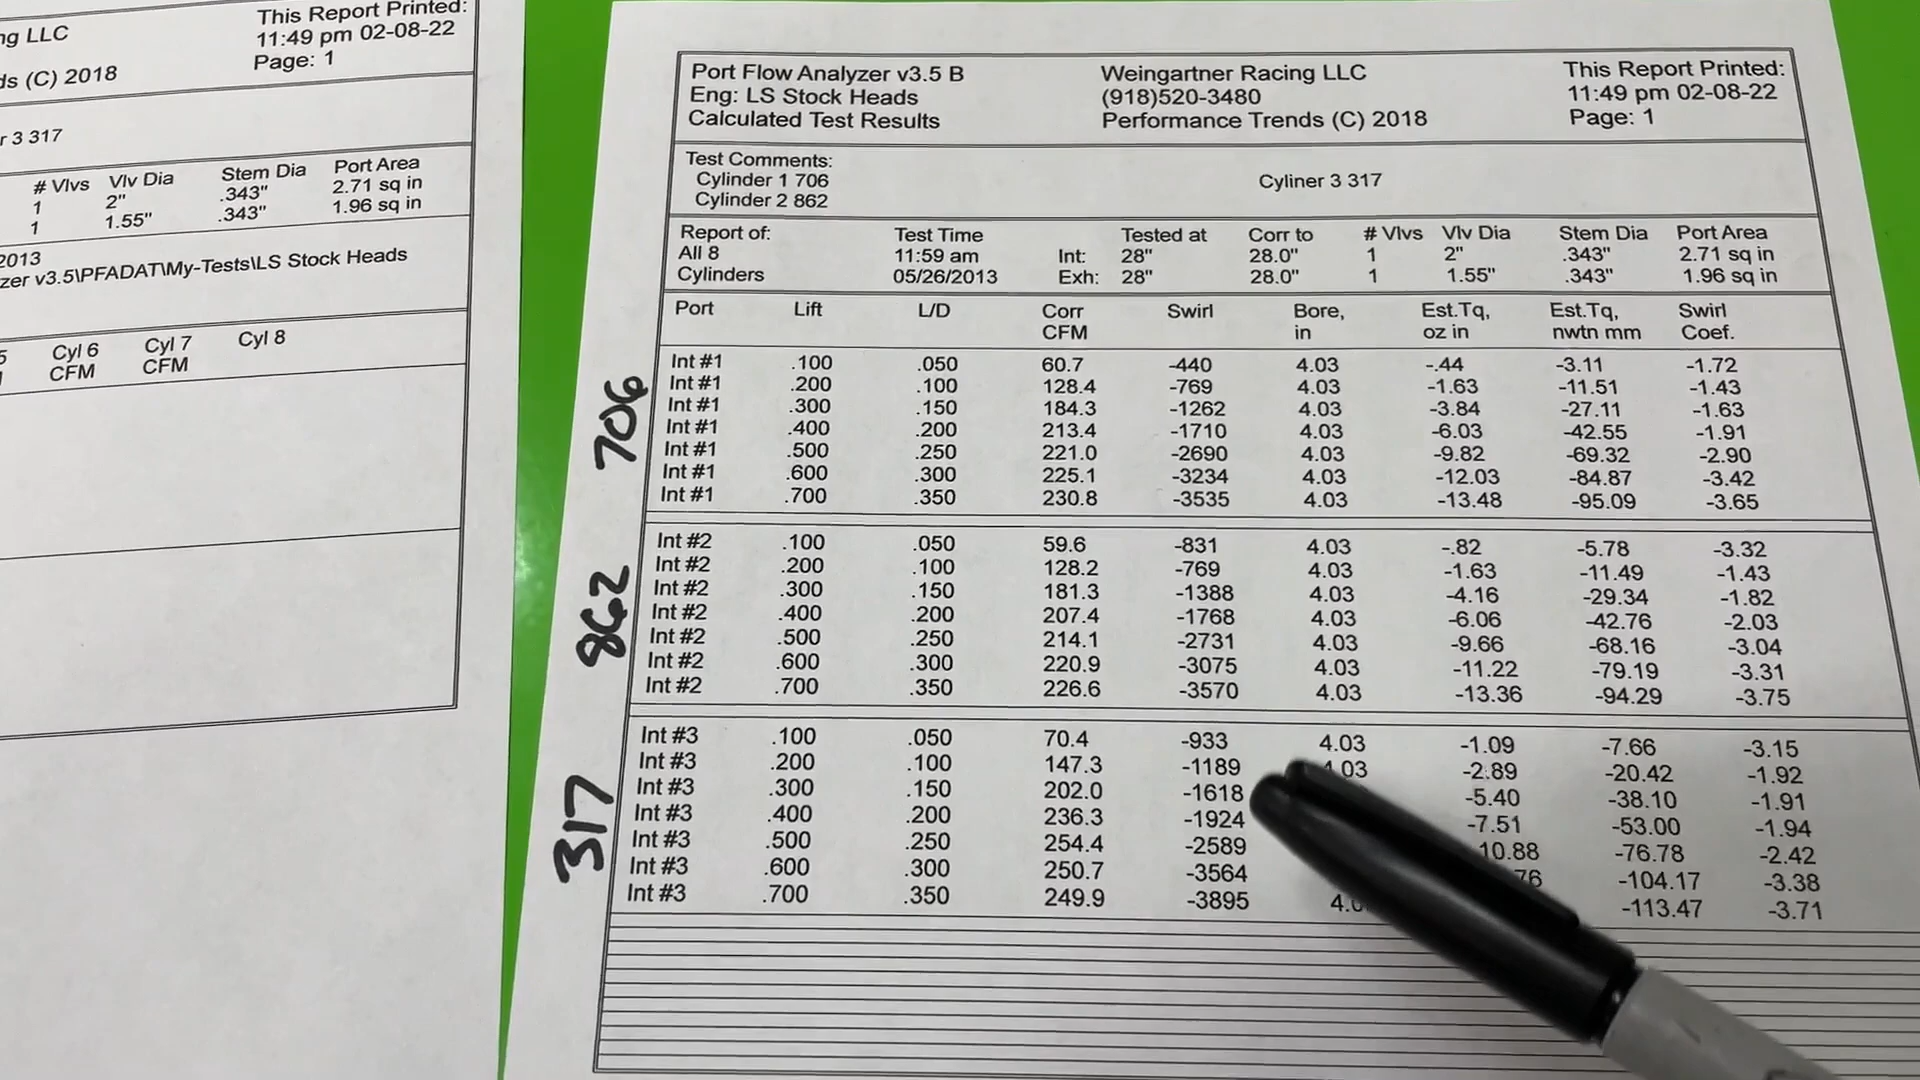 ng LLC
This Report Printed:
11:49 pm 02-08-22
ds (C) 2018
Page: 1
r 3 317
# Vlvs Vlv Dia Stem Dia Port Area
1 2" .343" 2.71 sq in
1 1.55" .343" 1.96 sq in
2013
zer v3.5\PFADAT\My-Tests\LS Stock Heads
Cyl 6 Cyl 7 Cyl 8
CFM CFM
Port Flow Analyzer v3.5 B Weingartner Racing LLC This Report Printed:
Eng: LS Stock Heads (918)520-3480 11:49 pm 02-08-22
Calculated Test Results Performance Trends (C) 2018 Page: 1
Test Comments:
Cylinder 1 706 Cyliner 3 317
Cylinder 2 862
Report of: Test Time Tested at Corr to # Vlvs Vlv Dia Stem Dia Port Area
All 8 11:59 am Int: 28" 28.0" 1 2" .343" 2.71 sq in
Cylinders 05/26/2013 Exh: 28" 28.0" 1 1.55" .343" 1.96 sq in
Port Lift L/D Corr Swirl Bore, Est.Tq, Est.Tq, Swirl
CFM in oz in nwtn mm Coef.
706
Int #1 .100 .050 60.7 -440 4.03 -.44 -3.11 -1.72
Int #1 .200 .100 128.4 -769 4.03 -1.63 -11.51 -1.43
Int #1 .300 .150 184.3 -1262 4.03 -3.84 -27.11 -1.63
Int #1 .400 .200 213.4 -1710 4.03 -6.03 -42.55 -1.91
Int #1 .500 .250 221.0 -2690 4.03 -9.82 -69.32 -2.90
Int #1 .600 .300 225.1 -3234 4.03 -12.03 -84.87 -3.42
Int #1 .700 .350 230.8 -3535 4.03 -13.48 -95.09 -3.65
862
Int #2 .100 .050 59.6 -831 4.03 -.82 -5.78 -3.32
Int #2 .200 .100 128.2 -769 4.03 -1.63 -11.49 -1.43
Int #2 .300 .150 181.3 -1388 4.03 -4.16 -29.34 -1.82
Int #2 .400 .200 207.4 -1768 4.03 -6.06 -42.76 -2.03
Int #2 .500 .250 214.1 -2731 4.03 -9.66 -68.16 -3.04
Int #2 .600 .300 220.9 -3075 4.03 -11.22 -79.19 -3.31
Int #2 .700 .350 226.6 -3570 4.03 -13.36 -94.29 -3.75
317
Int #3 .100 .050 70.4 -933 4.03 -1.09 -7.66 -3.15
Int #3 .200 .100 147.3 -1189 4.03 -2.89 -20.42 -1.92
Int #3 .300 .150 202.0 -1618 -5.40 -38.10 -1.91
Int #3 .400 .200 236.3 -1924 -7.51 -53.00 -1.94
Int #3 .500 .250 254.4 -2589 10.88 -76.78 -2.42
Int #3 .600 .300 250.7 -3564 76 -104.17 -3.38
Int #3 .700 .350 249.9 -3895 4.0 -113.47 -3.71